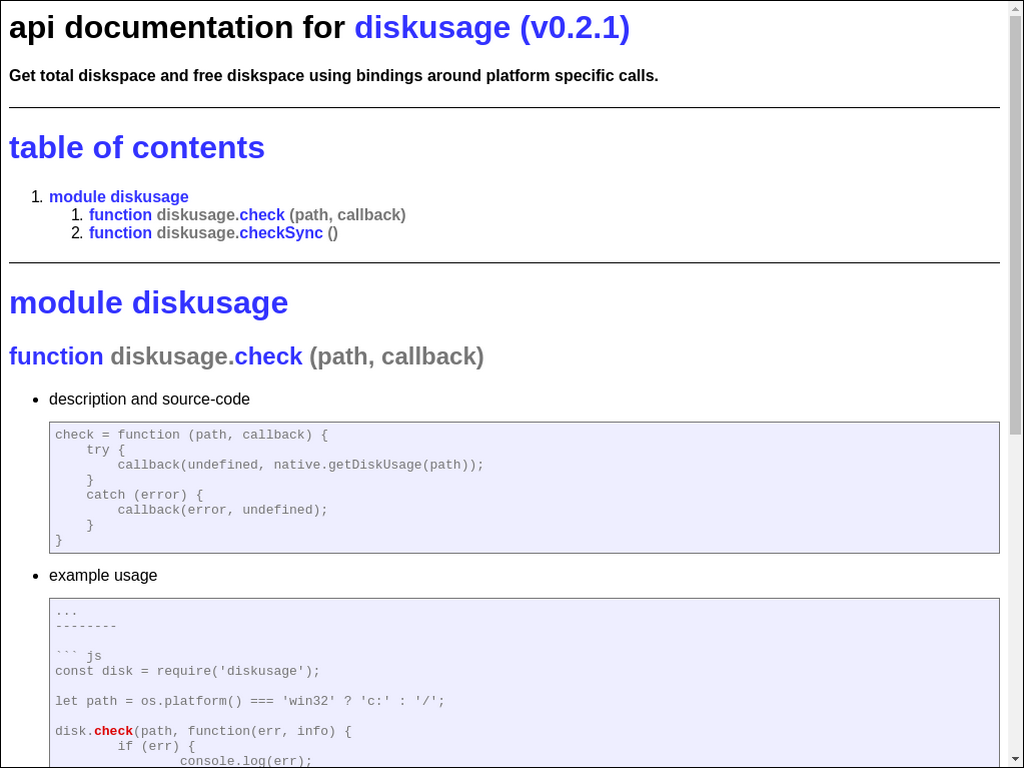 api documentation for diskusage (v0.2.1)
Get total diskspace and free diskspace using bindings around platform specific calls.
table of contents
1. module diskusage
1. function diskusage.check (path, callback)
2. function diskusage.checkSync ()
module diskusage
function diskusage.check (path, callback)
• description and source-code
check = function (path, callback) {
    try {
        callback(undefined, native.getDiskUsage(path));
    }
    catch (error) {
        callback(error, undefined);
    }
}
• example usage
...
--------
``` js
const disk = require('diskusage');
let path = os.platform() === 'win32' ? 'c:' : '/';
disk.check(path, function(err, info) {
        if (err) {
                console.log(err);